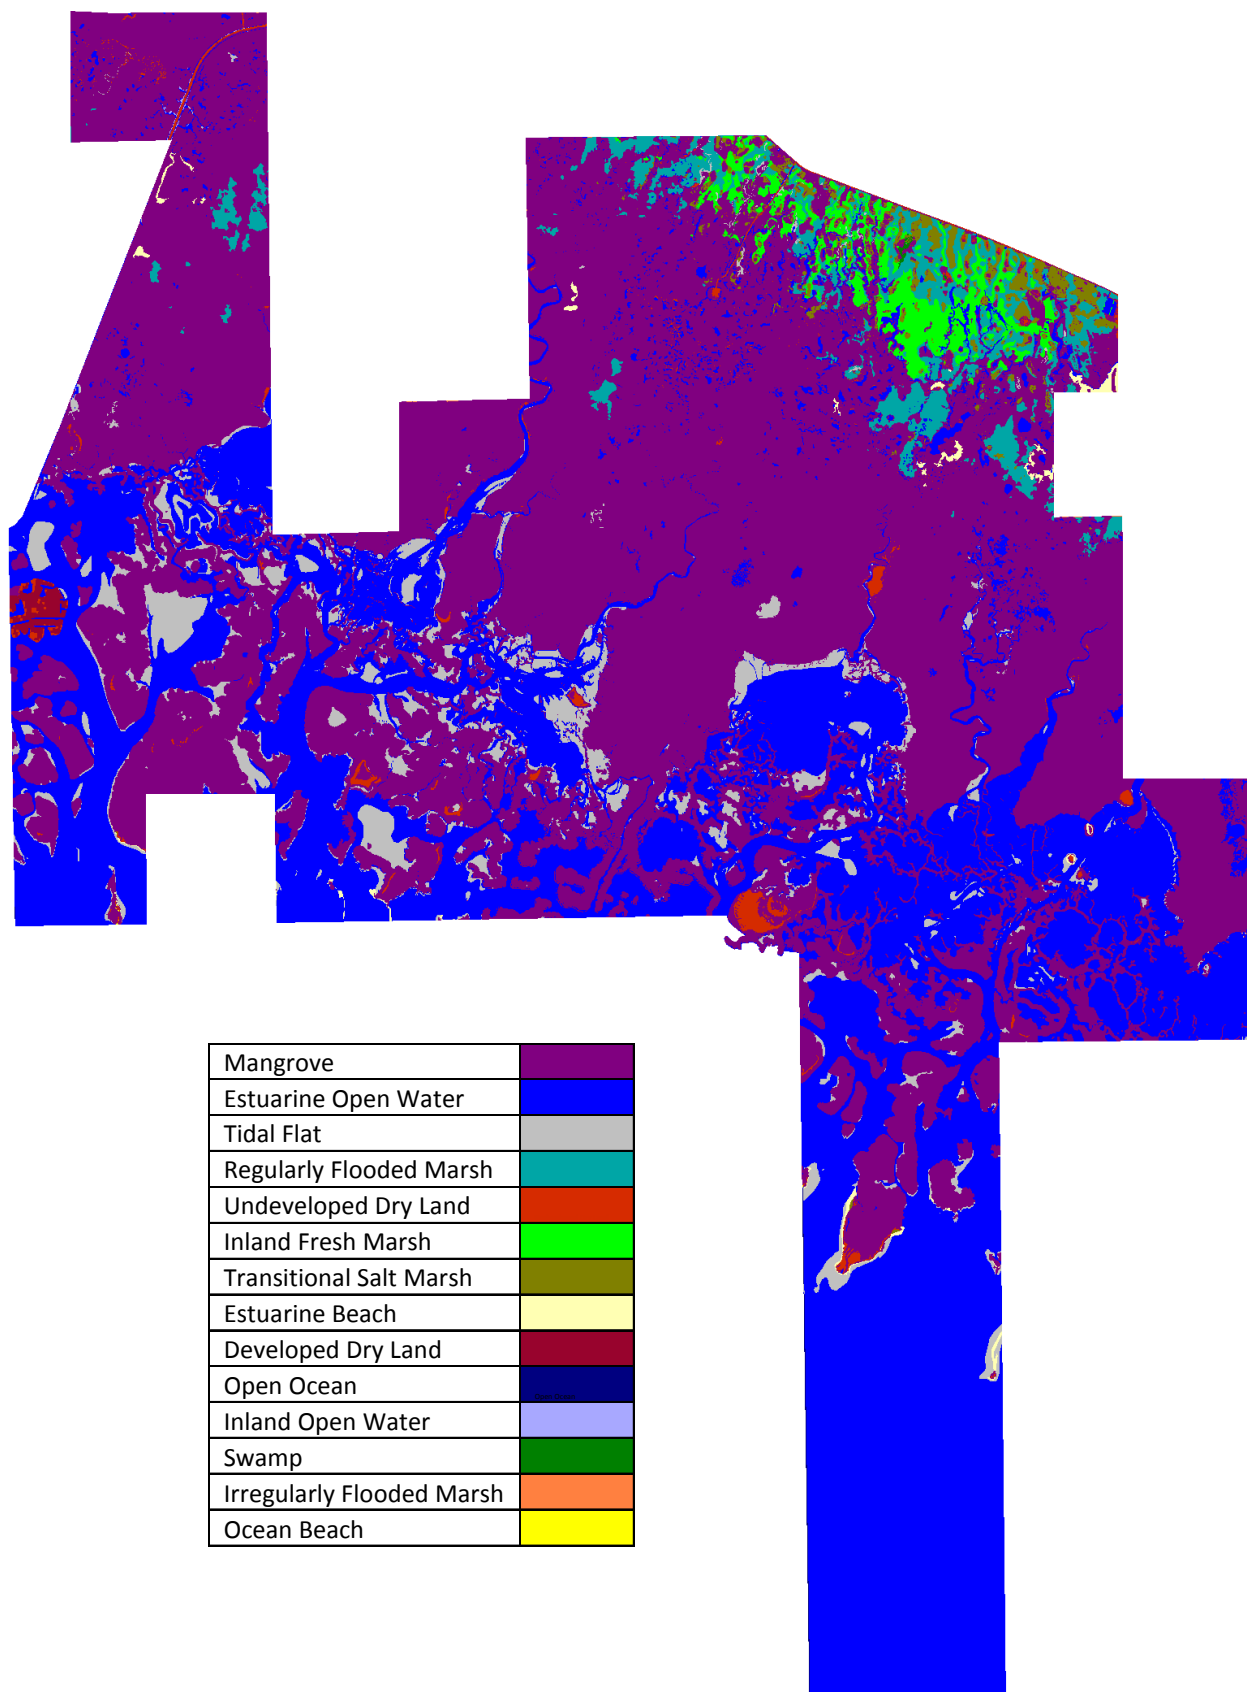 Mangrove
Estuarine Open Water
Tidal Flat
Regularly Flooded Marsh
Undeveloped Dry Land
Inland Fresh Marsh
Transitional Salt Marsh
Estuarine Beach
Developed Dry Land
Open Ocean
Inland Open Water
Swamp
Irregularly Flooded Marsh
Ocean Beach